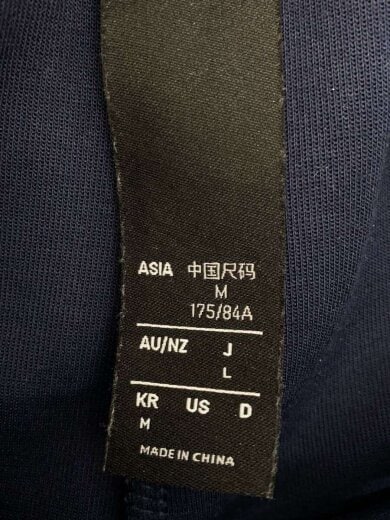 ASIA 中国尺码
M
175/84A
AU/NZ J
L
KR US D
M
MADE IN CHINA